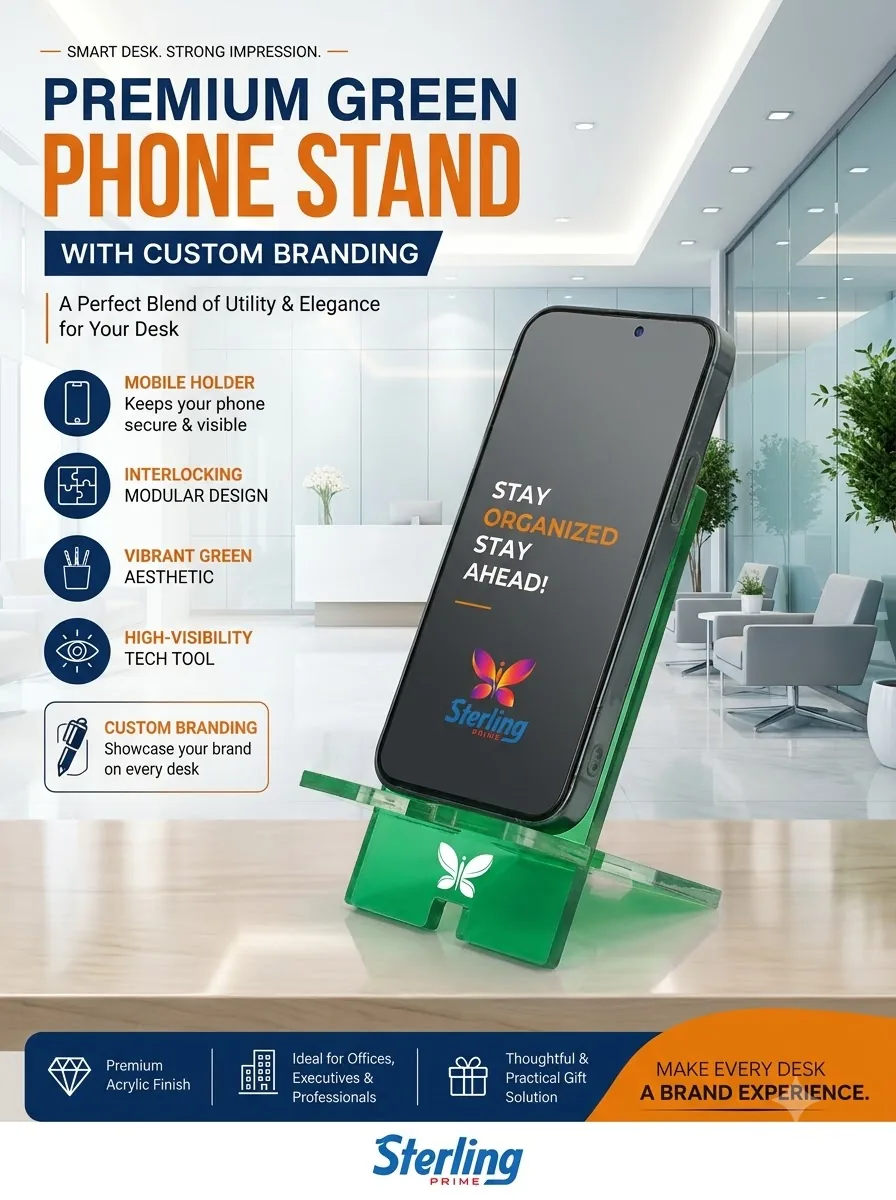 SMART DESK. STRONG IMPRESSION.
PREMIUM GREEN
PHONE STAND
WITH CUSTOM BRANDING
A Perfect Blend of Utility & Elegance
for Your Desk
MOBILE HOLDER
Keeps your phone
secure & visible
INTERLOCKING
MODULAR DESIGN
VIBRANT GREEN
AESTHETIC
HIGH-VISIBILITY
TECH TOOL
CUSTOM BRANDING
Showcase your brand
on every desk
STAY
ORGANIZED
STAY
AHEAD!
Sterling
PRIME
Premium
Acrylic Finish
Ideal for Offices,
Executives &
Professionals
Thoughtful &
Practical Gift
Solution
MAKE EVERY DESK
A BRAND EXPERIENCE.
Sterling
PRIME